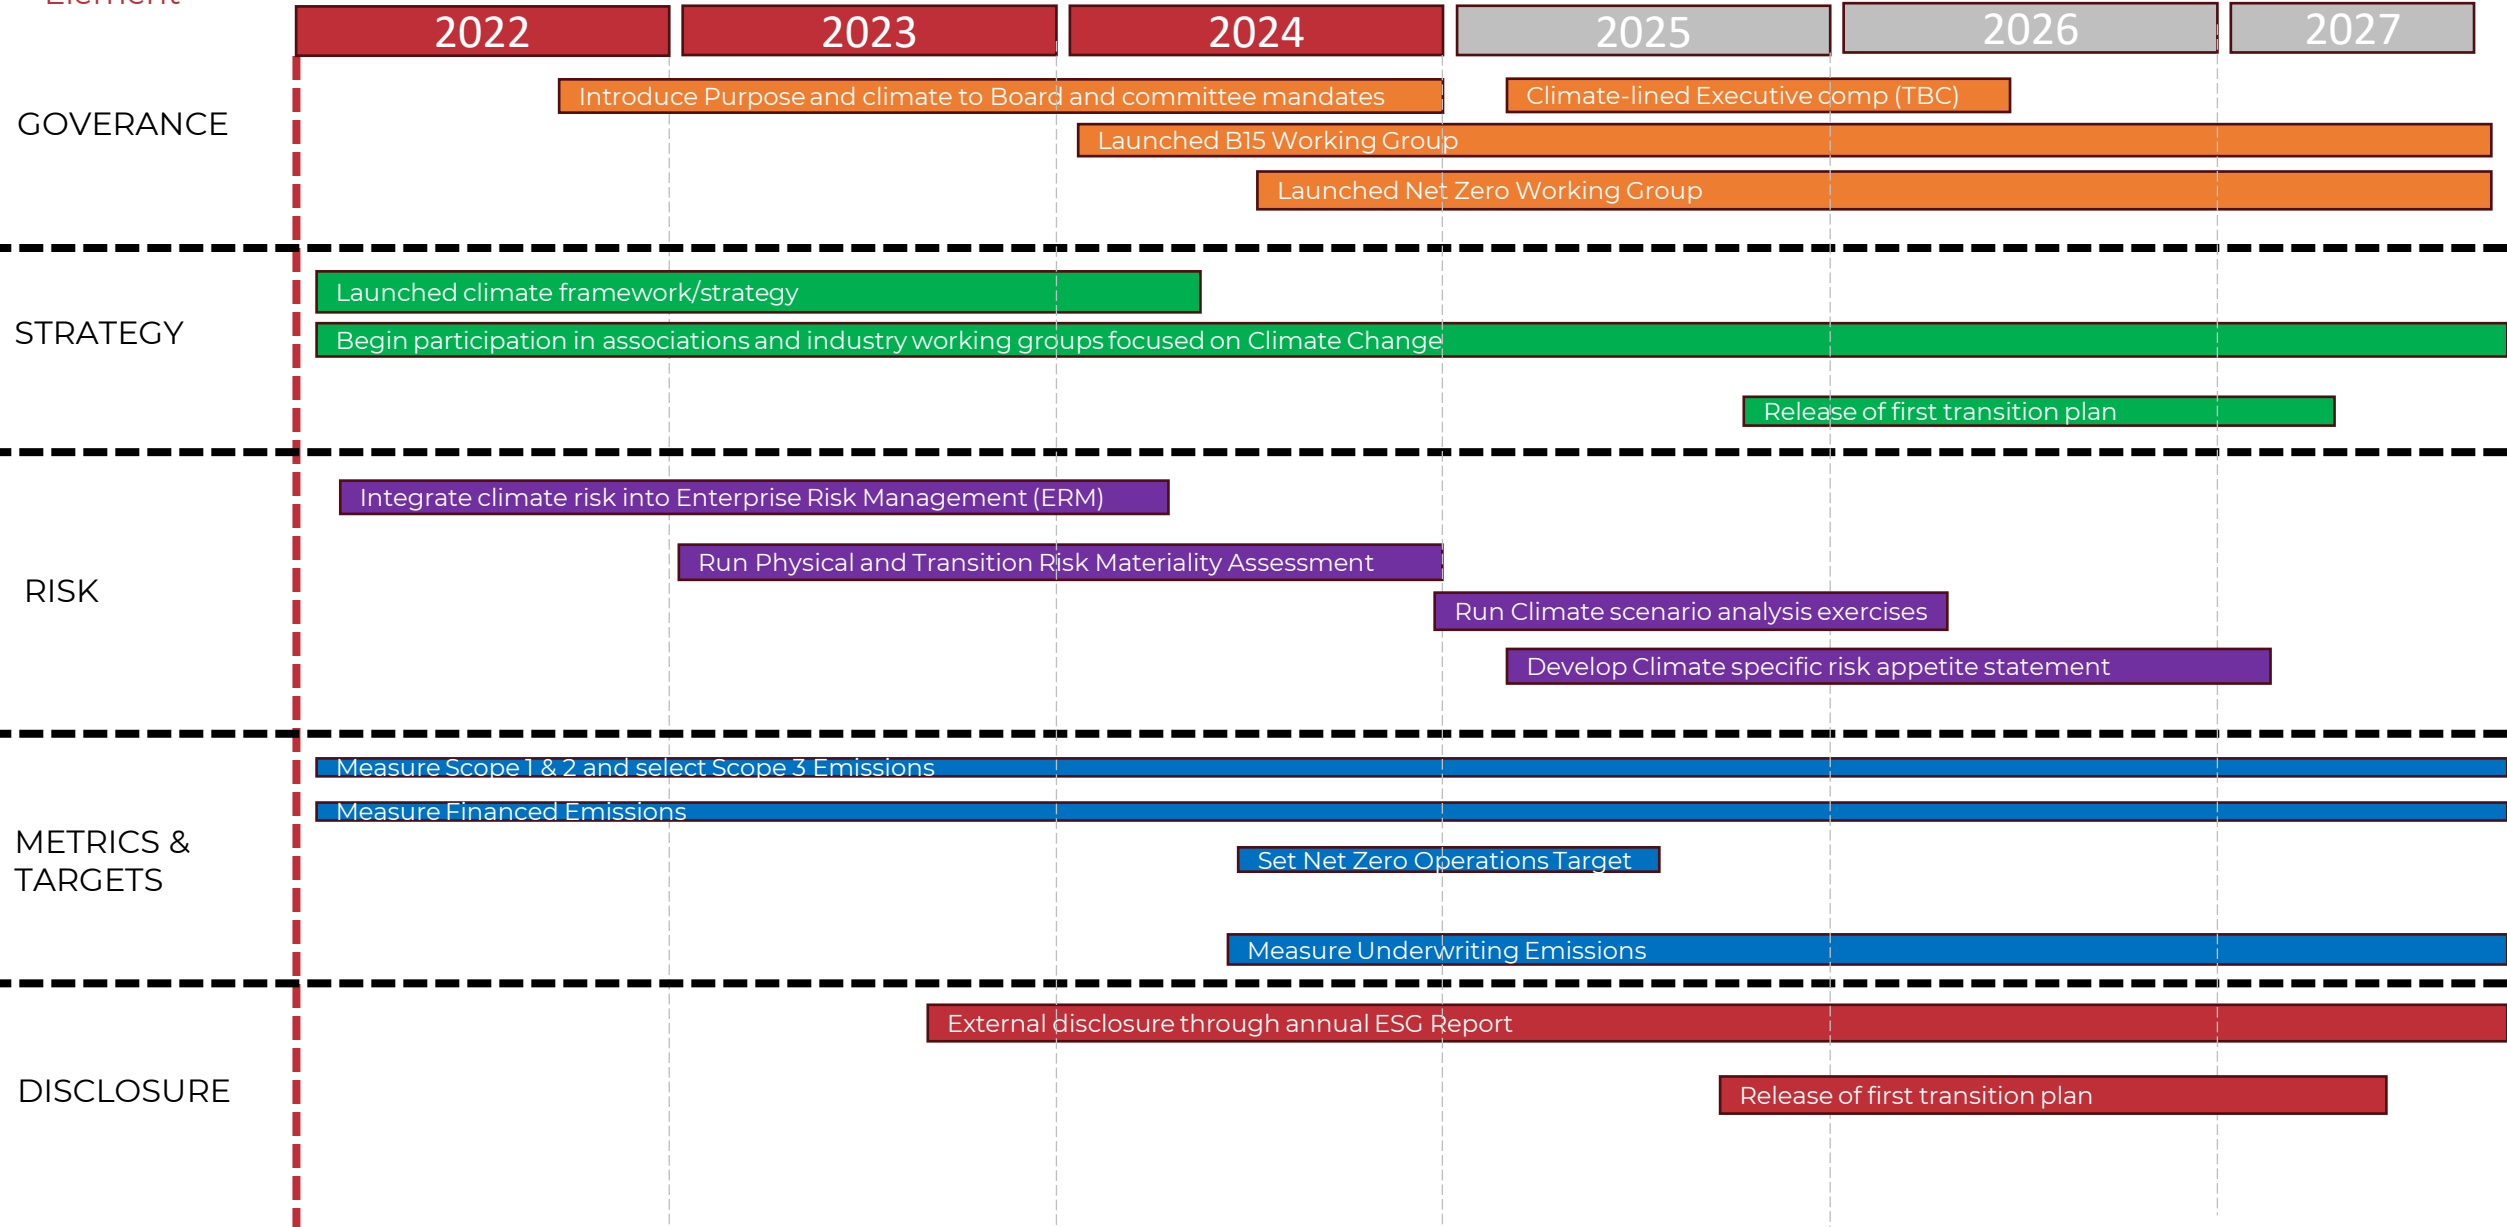 Element
2022 2023 2024 2025 2026 2027
GOVERANCE
Introduce Purpose and climate to Board and committee mandates
Climate-lined Executive comp (TBC)
Launched B15 Working Group
Launched Net Zero Working Group
STRATEGY
Launched climate framework/strategy
Begin participation in associations and industry working groups focused on Climate Change
Release of first transition plan
RISK
Integrate climate risk into Enterprise Risk Management (ERM)
Run Physical and Transition Risk Materiality Assessment
Run Climate scenario analysis exercises
Develop Climate specific risk appetite statement
METRICS &
TARGETS
Measure Scope 1 & 2 and select Scope 3 Emissions
Measure Financed Emissions
Set Net Zero Operations Target
Measure Underwriting Emissions
DISCLOSURE
External disclosure through annual ESG Report
Release of first transition plan